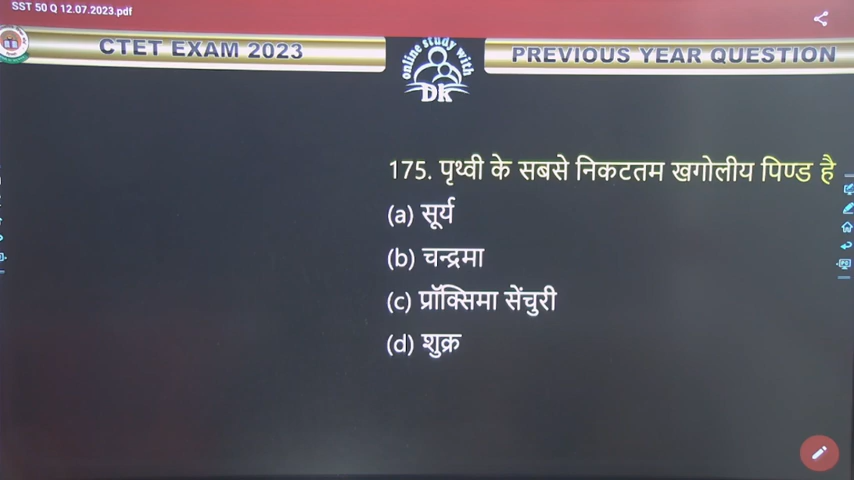 SST 50 Q 12.07.2023.pdf
CTET EXAM 2023
online study with
Dk
PREVIOUS YEAR QUESTION
175. पृथ्वी के सबसे निकटतम खगोलीय पिण्ड है
(a) सूर्य
(b) चन्द्रमा
(c) प्रॉक्सिमा सेंचुरी
(d) शुक्र